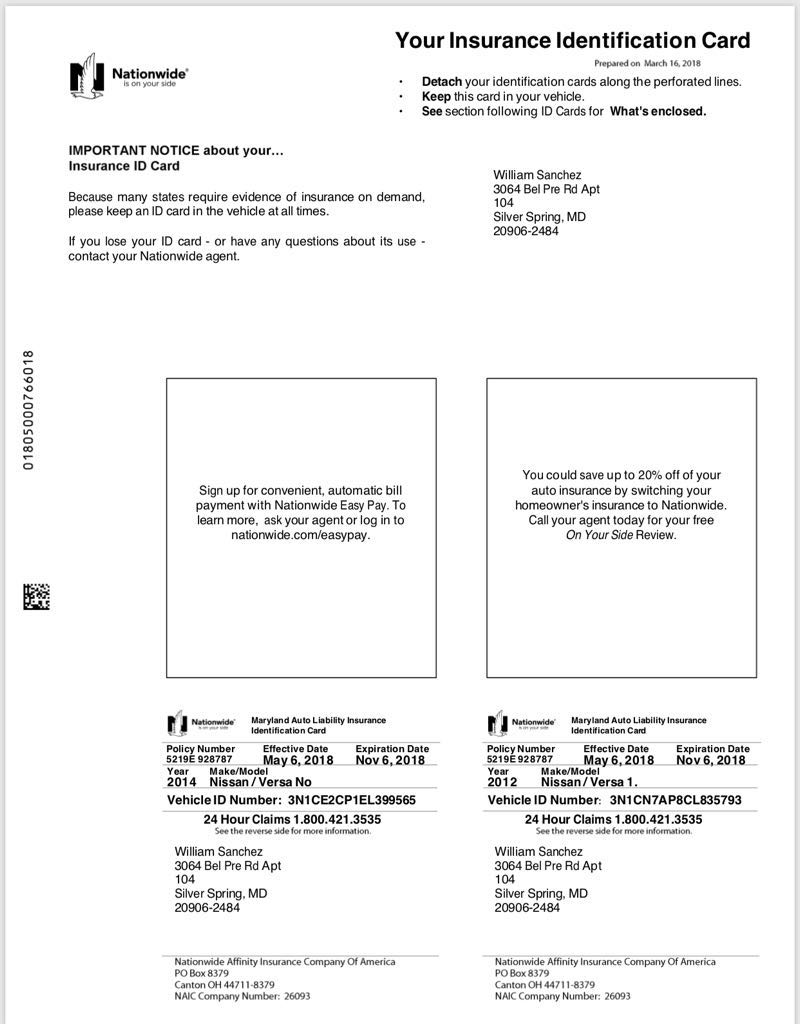 Your Insurance Identification Card
Prepared on March 16, 2018
Nationwide®
is on your side
• Detach your identification cards along the perforated lines.
• Keep this card in your vehicle.
• See section following ID Cards for What's enclosed.
IMPORTANT NOTICE about your...
Insurance ID Card
Because many states require evidence of insurance on demand,
please keep an ID card in the vehicle at all times.
If you lose your ID card - or have any questions about its use -
contact your Nationwide agent.
William Sanchez
3064 Bel Pre Rd Apt
104
Silver Spring, MD
20906-2484
01805000766018
Sign up for convenient, automatic bill
payment with Nationwide Easy Pay. To
learn more, ask your agent or log in to
nationwide.com/easypay.
You could save up to 20% off of your
auto insurance by switching your
homeowner's insurance to Nationwide.
Call your agent today for your free
On Your Side Review.
Nationwide®
is on your side
Maryland Auto Liability Insurance
Identification Card
Policy Number Effective Date Expiration Date
5219E 928787 May 6, 2018 Nov 6, 2018
Year Make/Model
2014 Nissan / Versa No
Vehicle ID Number: 3N1CE2CP1EL399565
24 Hour Claims 1.800.421.3535
See the reverse side for more information.
William Sanchez
3064 Bel Pre Rd Apt
104
Silver Spring, MD
20906-2484
Nationwide Affinity Insurance Company Of America
PO Box 8379
Canton OH 44711-8379
NAIC Company Number: 26093
Nationwide®
is on your side
Maryland Auto Liability Insurance
Identification Card
Policy Number Effective Date Expiration Date
5219E 928787 May 6, 2018 Nov 6, 2018
Year Make/Model
2012 Nissan / Versa 1.
Vehicle ID Number: 3N1CN7AP8CL835793
24 Hour Claims 1.800.421.3535
See the reverse side for more information.
William Sanchez
3064 Bel Pre Rd Apt
104
Silver Spring, MD
20906-2484
Nationwide Affinity Insurance Company Of America
PO Box 8379
Canton OH 44711-8379
NAIC Company Number: 26093